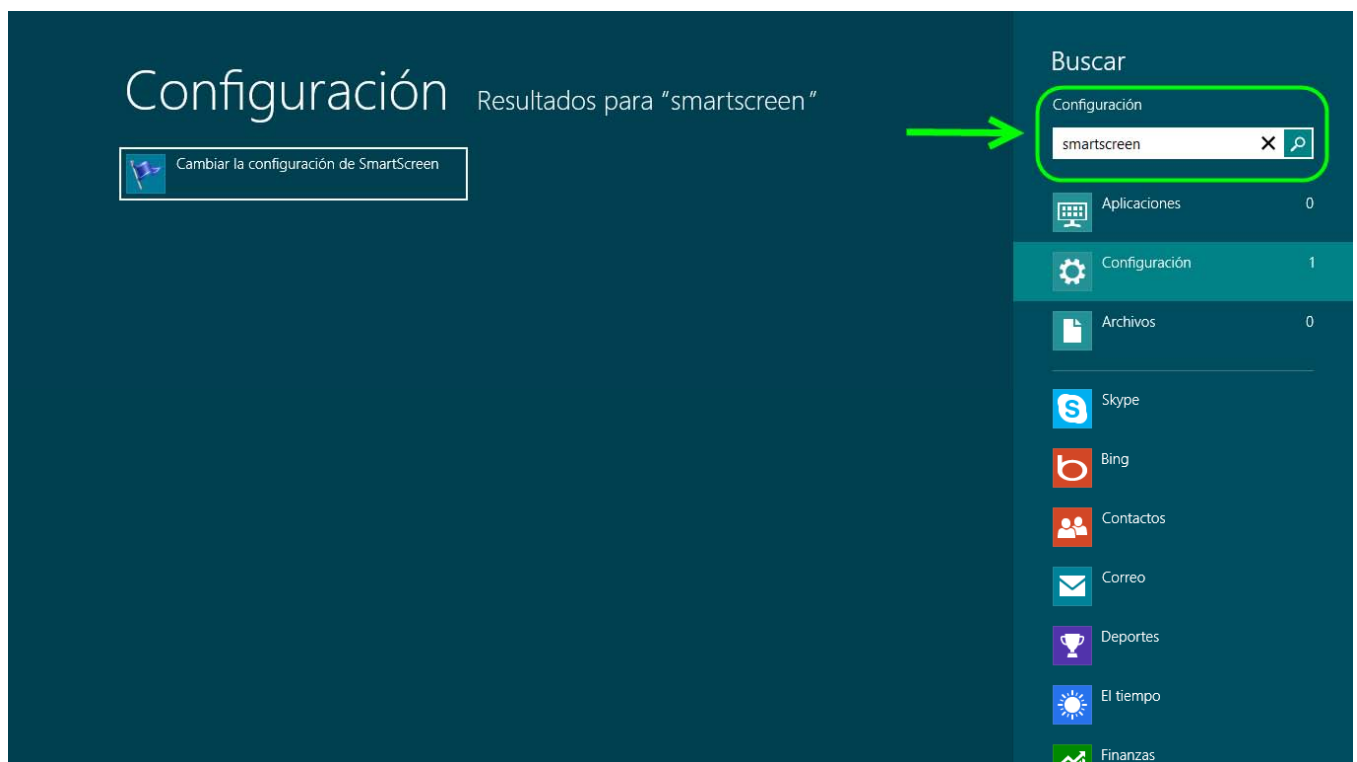 Configuración Resultados para "smartscreen"
Cambiar la configuración de SmartScreen
Buscar
Configuración
smartscreen
Aplicaciones 0
Configuración 1
Archivos 0
Skype
Bing
Contactos
Correo
Deportes
El tiempo
Finanzas